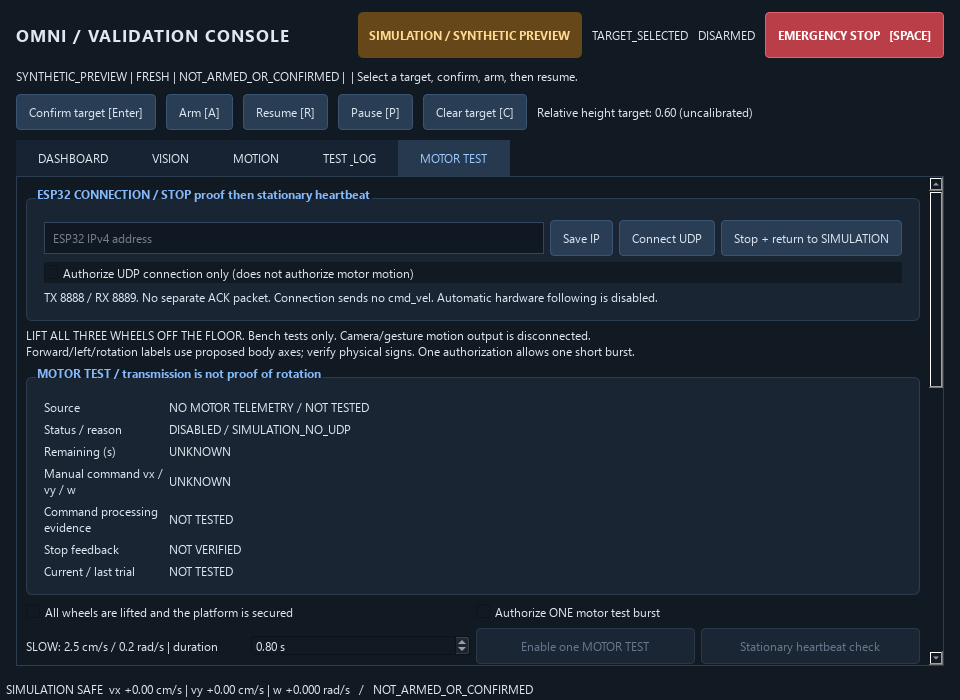 OMNI / VALIDATION CONSOLE
SIMULATION / SYNTHETIC PREVIEW
TARGET_SELECTED
DISARMED
EMERGENCY STOP [SPACE]
SYNTHETIC_PREVIEW | FRESH | NOT_ARMED_OR_CONFIRMED | | Select a target, confirm, arm, then resume.
Confirm target [Enter]
Arm [A]
Resume [R]
Pause [P]
Clear target [C]
Relative height target: 0.60 (uncalibrated)
DASHBOARD
VISION
MOTION
TEST_LOG
MOTOR TEST
ESP32 CONNECTION / STOP proof then stationary heartbeat
ESP32 IPv4 address
Save IP
Connect UDP
Stop + return to SIMULATION
Authorize UDP connection only (does not authorize motor motion)
TX 8888 / RX 8889. No separate ACK packet. Connection sends no cmd_vel. Automatic hardware following is disabled.
LIFT ALL THREE WHEELS OFF THE FLOOR. Bench tests only. Camera/gesture motion output is disconnected.
Forward/left/rotation labels use proposed body axes; verify physical signs. One authorization allows one short burst.
MOTOR TEST / transmission is not proof of rotation
Source
NO MOTOR TELEMETRY / NOT TESTED
Status / reason
DISABLED / SIMULATION_NO_UDP
Remaining (s)
UNKNOWN
Manual command vx /
vy / w
UNKNOWN
Command processing
evidence
NOT TESTED
Stop feedback
NOT VERIFIED
Current / last trial
NOT TESTED
All wheels are lifted and the platform is secured
Authorize ONE motor test burst
SLOW: 2.5 cm/s / 0.2 rad/s | duration
0.80 s
Enable one MOTOR TEST
Stationary heartbeat check
SIMULATION SAFE vx +0.00 cm/s | vy +0.00 cm/s | w +0.000 rad/s / NOT_ARMED_OR_CONFIRMED